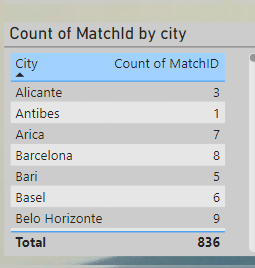 Count of MatchId by city
City Count of MatchID
Alicante 3
Antibes 1
Arica 7
Barcelona 8
Bari 5
Basel 6
Belo Horizonte 9
Total 836